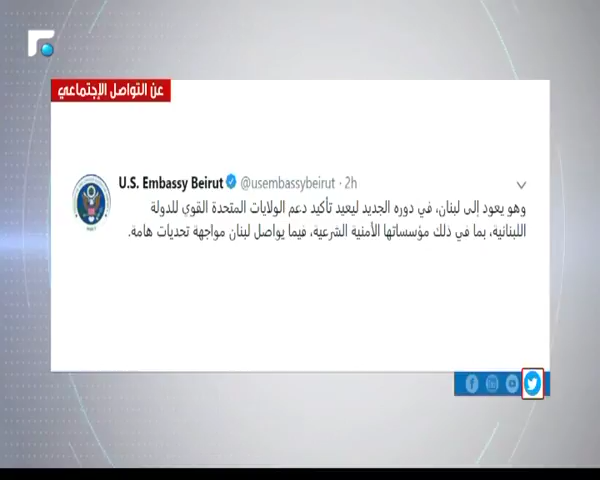 عن التواصل الإجتماعي
U.S. Embassy Beirut @usembassybeirut · 2h
وهو يعود إلى لبنان، في دوره الجديد ليعيد تأكيد دعم الولايات المتحدة القوي للدولة
اللبنانية، بما في ذلك مؤسساتها الأمنية الشرعية، فيما يواصل لبنان مواجهة تحديات هامة.